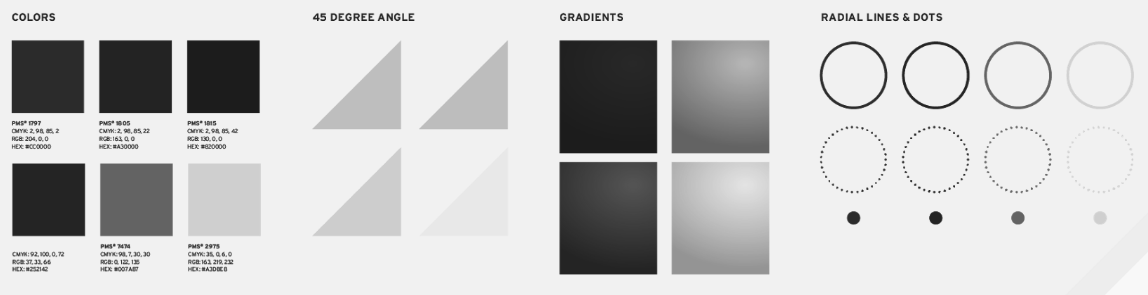 COLORS
45 DEGREE ANGLE
GRADIENTS
RADIAL LINES & DOTS
PMS® 1797
CMYK: 2, 98, 85, 2
RGB: 204, 0, 0
HEX: #CC0000
PMS® 1805
CMYK: 2, 98, 85, 22
RGB: 163, 0, 0
HEX: #A30000
PMS® 1815
CMYK: 2, 98, 85, 42
RGB: 130, 0, 0
HEX: #820000
CMYK: 92, 100, 0, 72
RGB: 37, 33, 66
HEX: #252142
PMS® 7474
CMYK: 98, 7, 30, 30
RGB: 0, 122, 135
HEX: #007A87
PMS® 2975
CMYK: 35, 0, 6, 0
RGB: 163, 219, 232
HEX: #A3DBE8